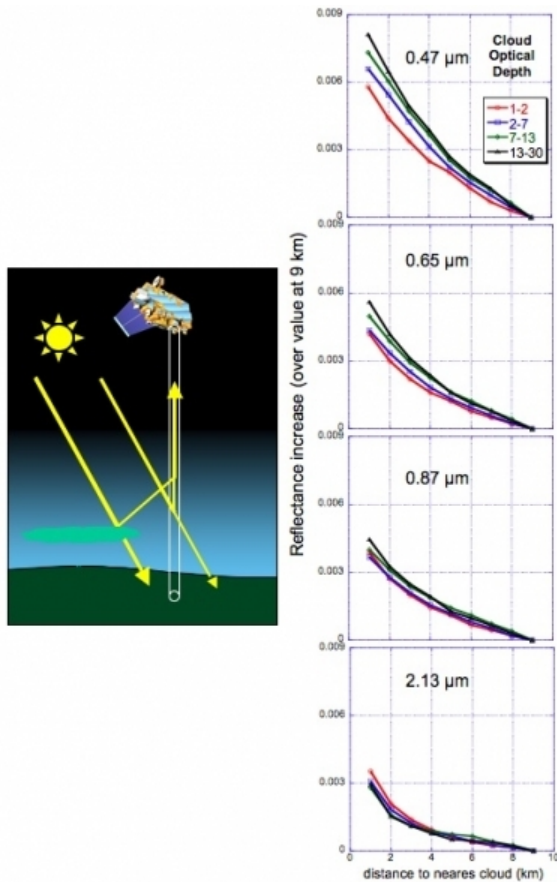 0.009
0.006
0.003
0
0.47 µm
Cloud
Optical
Depth
1-2
2-7
7-13
13-30
0.009
0.006
0.003
0
0.65 µm
Reflectance increase (over value at 9 km)
0.009
0.006
0.003
0
0.87 µm
0.009
0.006
0.003
0
2.13 µm
0 2 4 6 8 10
distance to neares cloud (km)